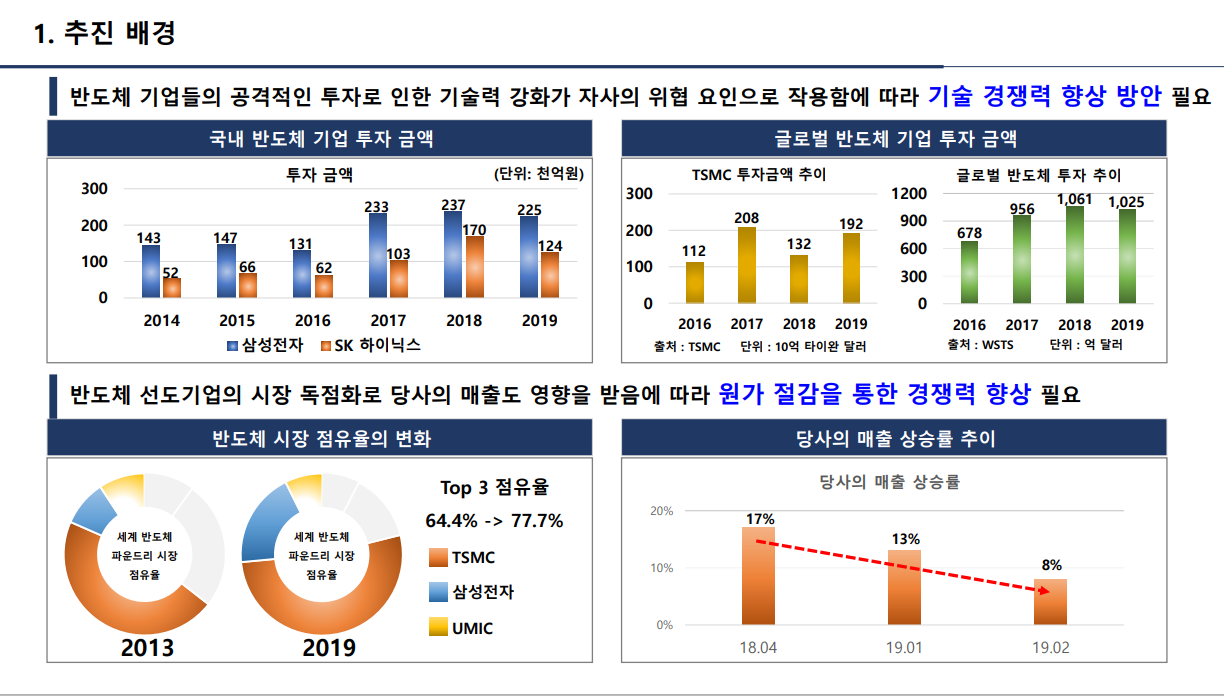 1. 추진 배경
반도체 기업들의 공격적인 투자로 인한 기술력 강화가 자사의 위협 요인으로 작용함에 따라 기술 경쟁력 향상 방안 필요
국내 반도체 기업 투자 금액
투자 금액
(단위: 천억원)
300
200
100
0
143
52
147
66
131
62
233
103
237
170
225
124
2014
2015
2016
2017
2018
2019
삼성전자
SK 하이닉스
글로벌 반도체 기업 투자 금액
TSMC 투자금액 추이
300
200
100
0
112
208
132
192
2016
2017
2018
2019
출처 : TSMC
단위 : 10억 타이완 달러
글로벌 반도체 투자 추이
1200
900
600
300
0
678
956
1,061
1,025
2016
2017
2018
2019
출처 : WSTS
단위 : 억 달러
반도체 선도기업의 시장 독점화로 당사의 매출도 영향을 받음에 따라 원가 절감을 통한 경쟁력 향상 필요
반도체 시장 점유율의 변화
세계 반도체
파운드리 시장
점유율
2013
세계 반도체
파운드리 시장
점유율
2019
Top 3 점유율
64.4% -> 77.7%
TSMC
삼성전자
UMIC
당사의 매출 상승률 추이
당사의 매출 상승률
20%
10%
0%
17%
13%
8%
18.04
19.01
19.02